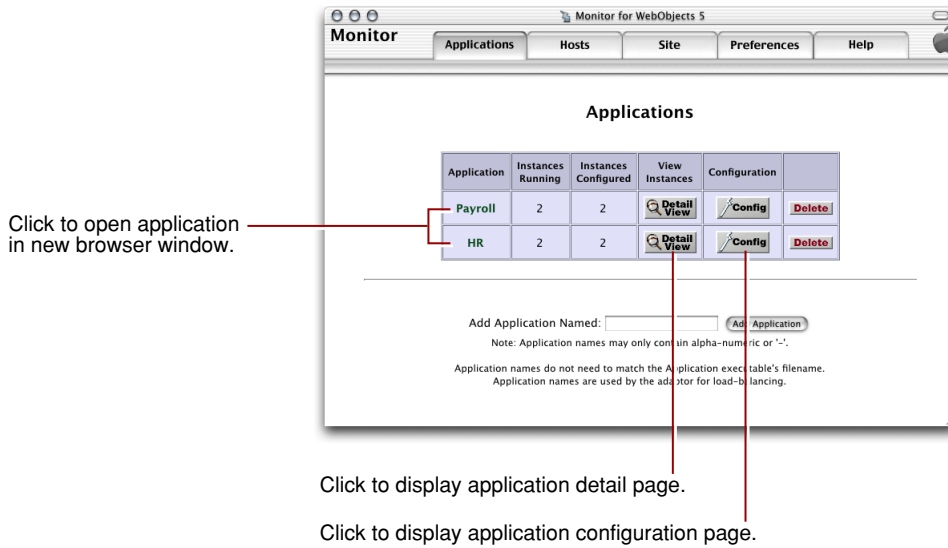 Monitor for WebObjects 5
Monitor
Applications Hosts Site Preferences Help
Applications
Application Instances Running Instances Configured View Instances Configuration
Payroll 2 2 Detail View Config Delete
HR 2 2 Detail View Config Delete
Click to open application
in new browser window.
Add Application Named: Add Application
Note: Application names may only contain alpha-numeric or '-'.
Application names do not need to match the Application executable's filename.
Application names are used by the adaptor for load-balancing.
Click to display application detail page.
Click to display application configuration page.